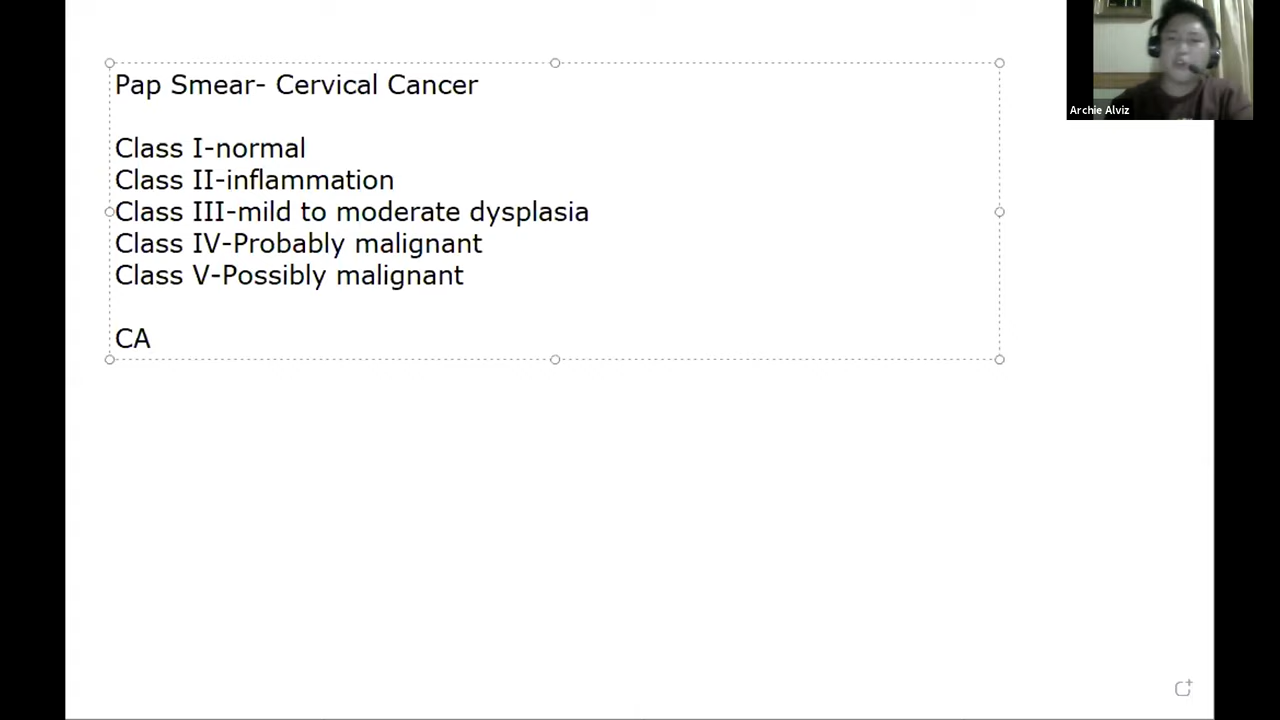 Pap Smear- Cervical Cancer
Class I-normal
Class II-inflammation
Class III-mild to moderate dysplasia
Class IV-Probably malignant
Class V-Possibly malignant
CA
Archie Alviz